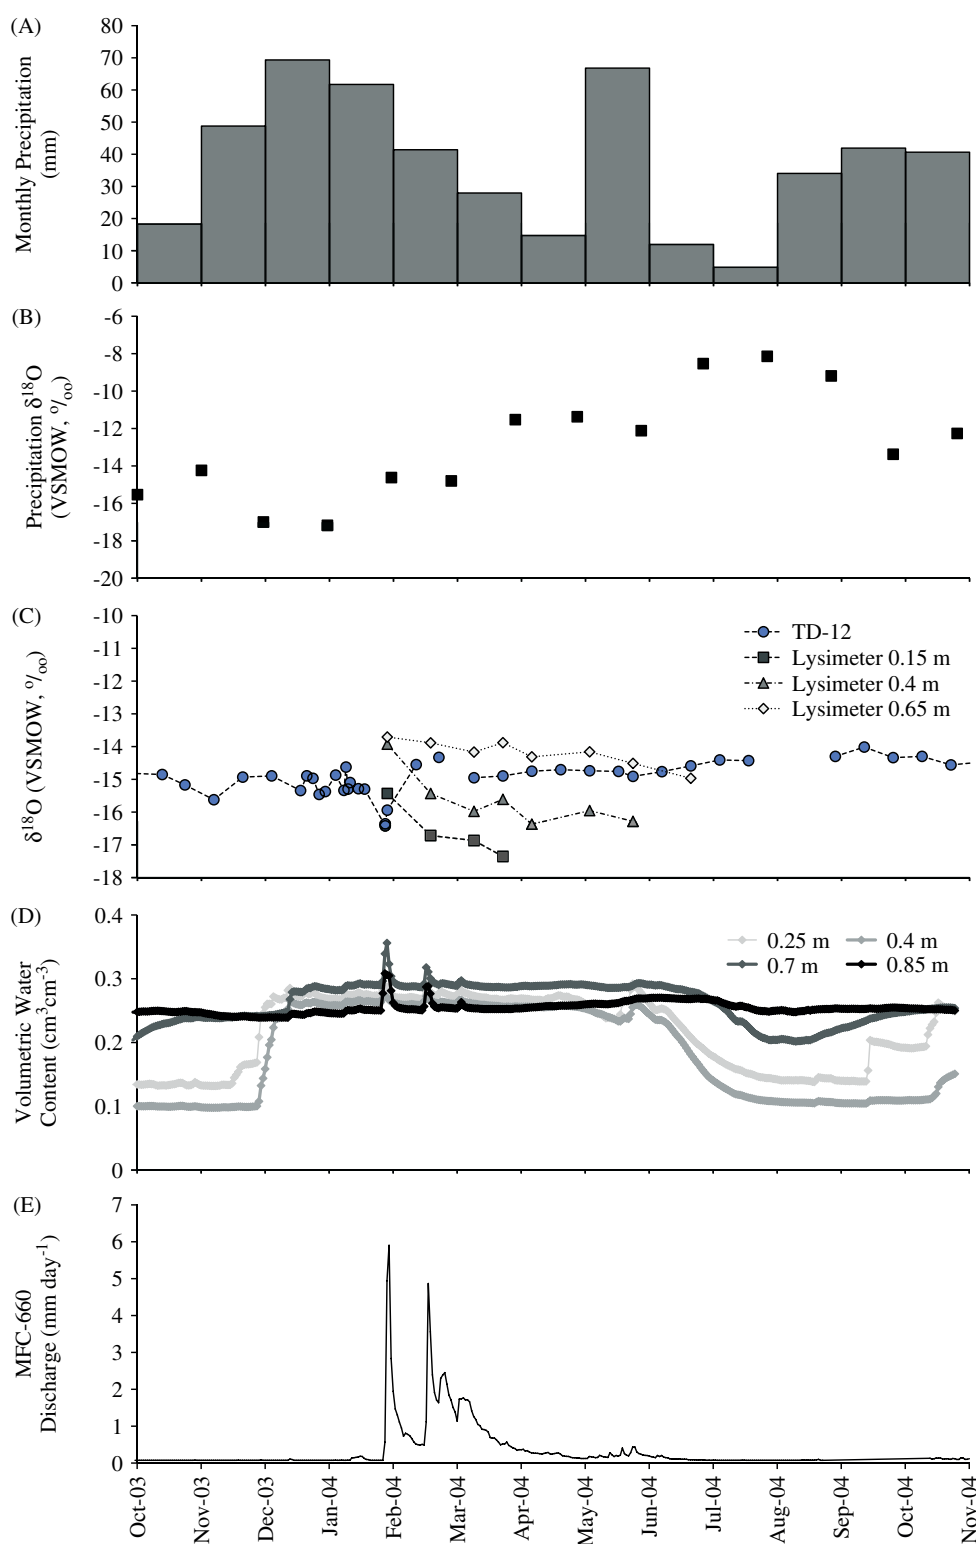 (A)
Monthly Precipitation
(mm)
80
70
60
50
40
30
20
10
0
(B)
Precipitation δ18O
(VSMOW, o/oo)
-6
-8
-10
-12
-14
-16
-18
-20
(C)
δ18O (VSMOW, o/oo)
-10
-11
-12
-13
-14
-15
-16
-17
-18
TD-12
Lysimeter 0.15 m
Lysimeter 0.4 m
Lysimeter 0.65 m
(D)
Volumetric Water
Content (cm3cm-3)
0.4
0.3
0.2
0.1
0
0.25 m
0.4 m
0.7 m
0.85 m
(E)
MFC-660
Discharge (mm day-1)
7
6
5
4
3
2
1
0
Oct-03
Nov-03
Dec-03
Jan-04
Feb-04
Mar-04
Apr-04
May-04
Jun-04
Jul-04
Aug-04
Sep-04
Oct-04
Nov-04